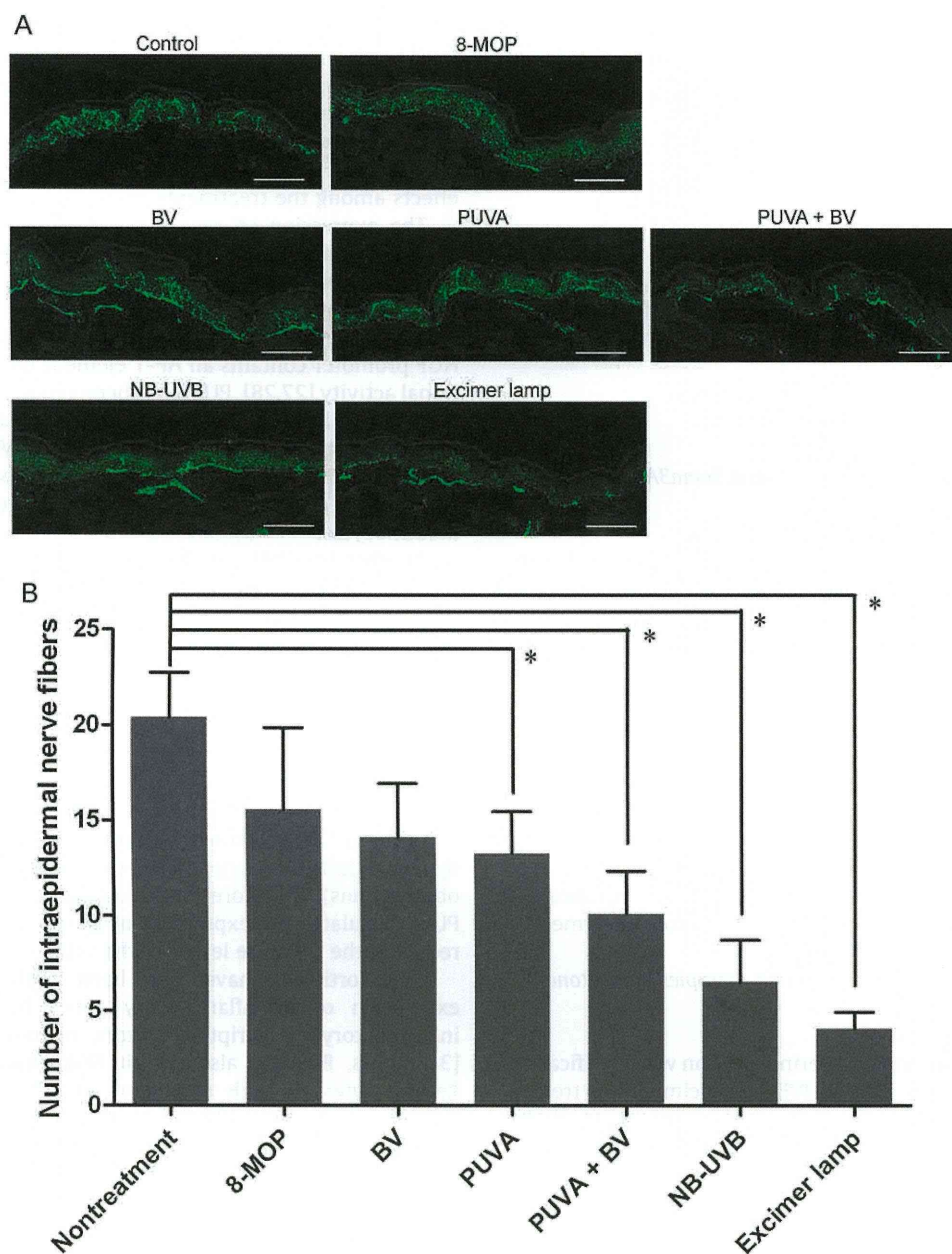 A
Control
8-MOP
BV
PUVA
PUVA + BV
NB-UVB
Excimer lamp
B
Number of intraepidermal nerve fibers
25
20
15
10
5
0
*
*
*
*
Nontreatment
8-MOP
BV
PUVA
PUVA + BV
NB-UVB
Excimer lamp